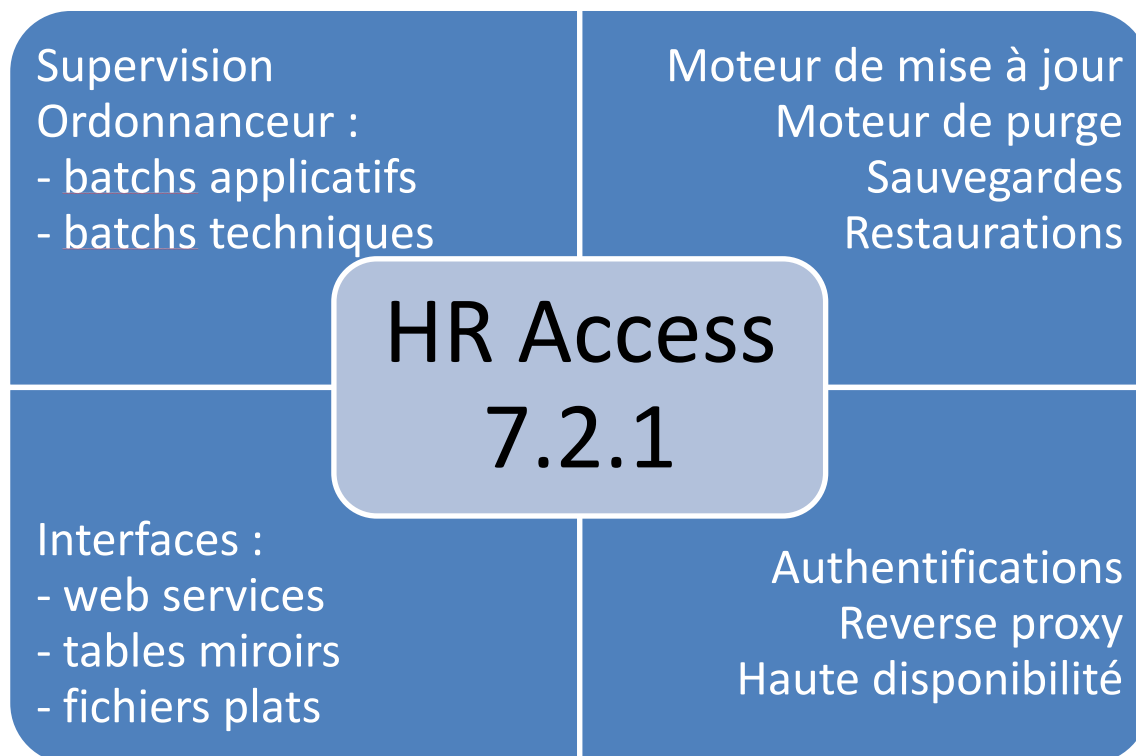 Supervision
Ordonnanceur :
- batchs applicatifs
- batchs techniques
Moteur de mise à jour
Moteur de purge
Sauvegardes
Restaurations
HR Access
7.2.1
Interfaces :
- web services
- tables miroirs
- fichiers plats
Authentifications
Reverse proxy
Haute disponibilité